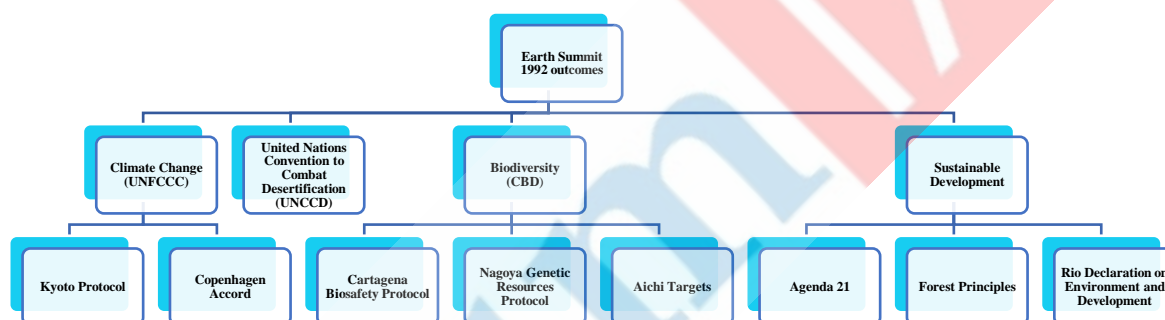 Earth Summit
1992 outcomes
Climate Change
(UNFCCC)
United Nations
Convention to
Combat
Desertification
(UNCCD)
Biodiversity
(CBD)
Sustainable
Development
Kyoto Protocol
Copenhagen
Accord
Cartagena
Biosafety Protocol
Nagoya Genetic
Resources
Protocol
Aichi Targets
Agenda 21
Forest Principles
Rio Declaration on
Environment and
Development